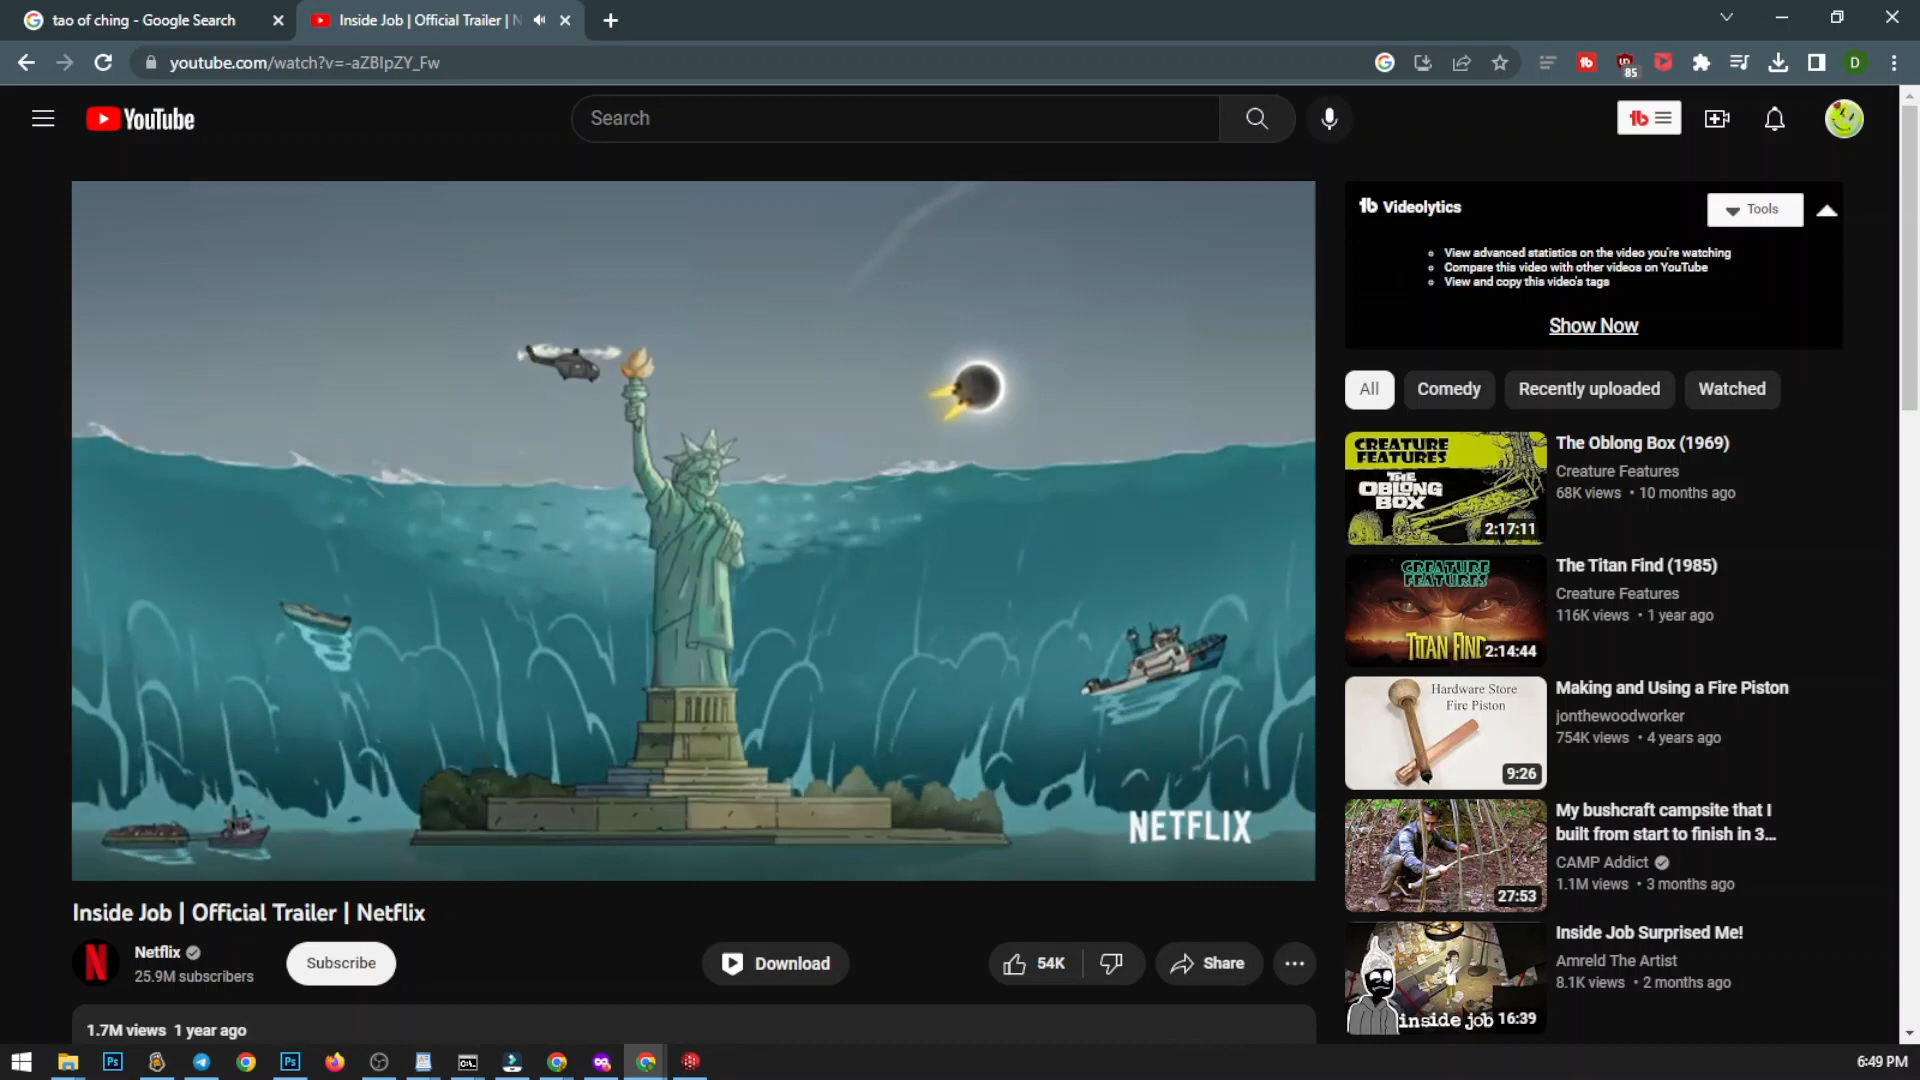 tao of ching - Google Search
Inside Job | Official Trailer | N
youtube.com/watch?v=-aZBIpZY_Fw
85
D
YouTube
Search
Videolytics
Tools
View advanced statistics on the video you're watching
Compare this video with other videos on YouTube
View and copy this video's tags
Show Now
All
Comedy
Recently uploaded
Watched
CREATURE
FEATURES
THE
OBLONG
BOX
2:17:11
The Oblong Box (1969)
Creature Features
68K views • 10 months ago
CREATURE
FEATURES
TITAN FIND
2:14:44
The Titan Find (1985)
Creature Features
116K views • 1 year ago
Hardware Store
Fire Piston
9:26
Making and Using a Fire Piston
jonthewoodworker
754K views • 4 years ago
27:53
My bushcraft campsite that I
built from start to finish in 3...
CAMP Addict
1.1M views • 3 months ago
inside job
16:39
Inside Job Surprised Me!
Amreld The Artist
8.1K views • 2 months ago
NETFLIX
Inside Job | Official Trailer | Netflix
Netflix
25.9M subscribers
Subscribe
Download
54K
Share
1.7M views 1 year ago
Ps
Ps
6:49 PM